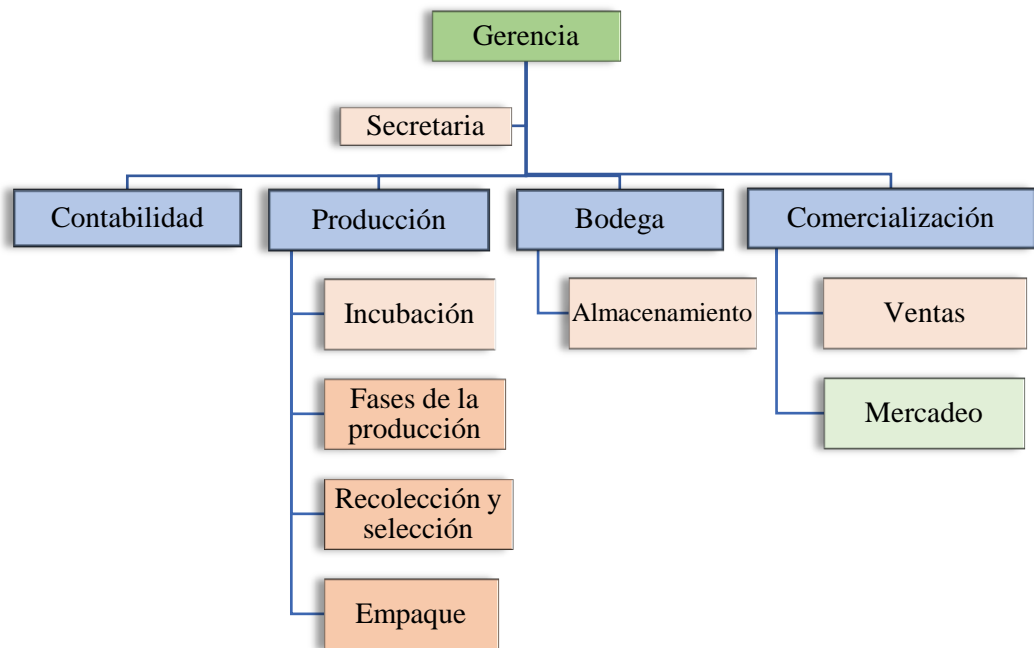 Gerencia
Secretaria
Contabilidad
Producción
Bodega
Comercialización
Incubación
Almacenamiento
Ventas
Fases de la
producción
Mercadeo
Recolección y
selección
Empaque